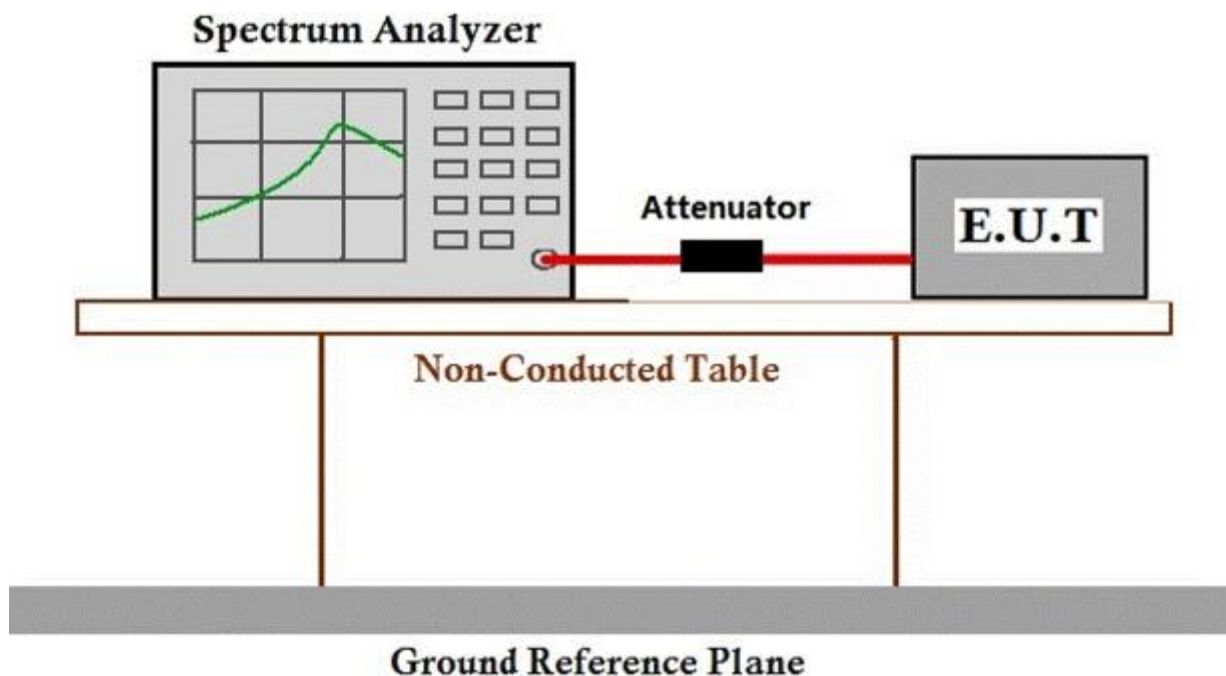 Spectrum Analyzer
Attenuator
E.U.T
Non-Conducted Table
Ground Reference Plane